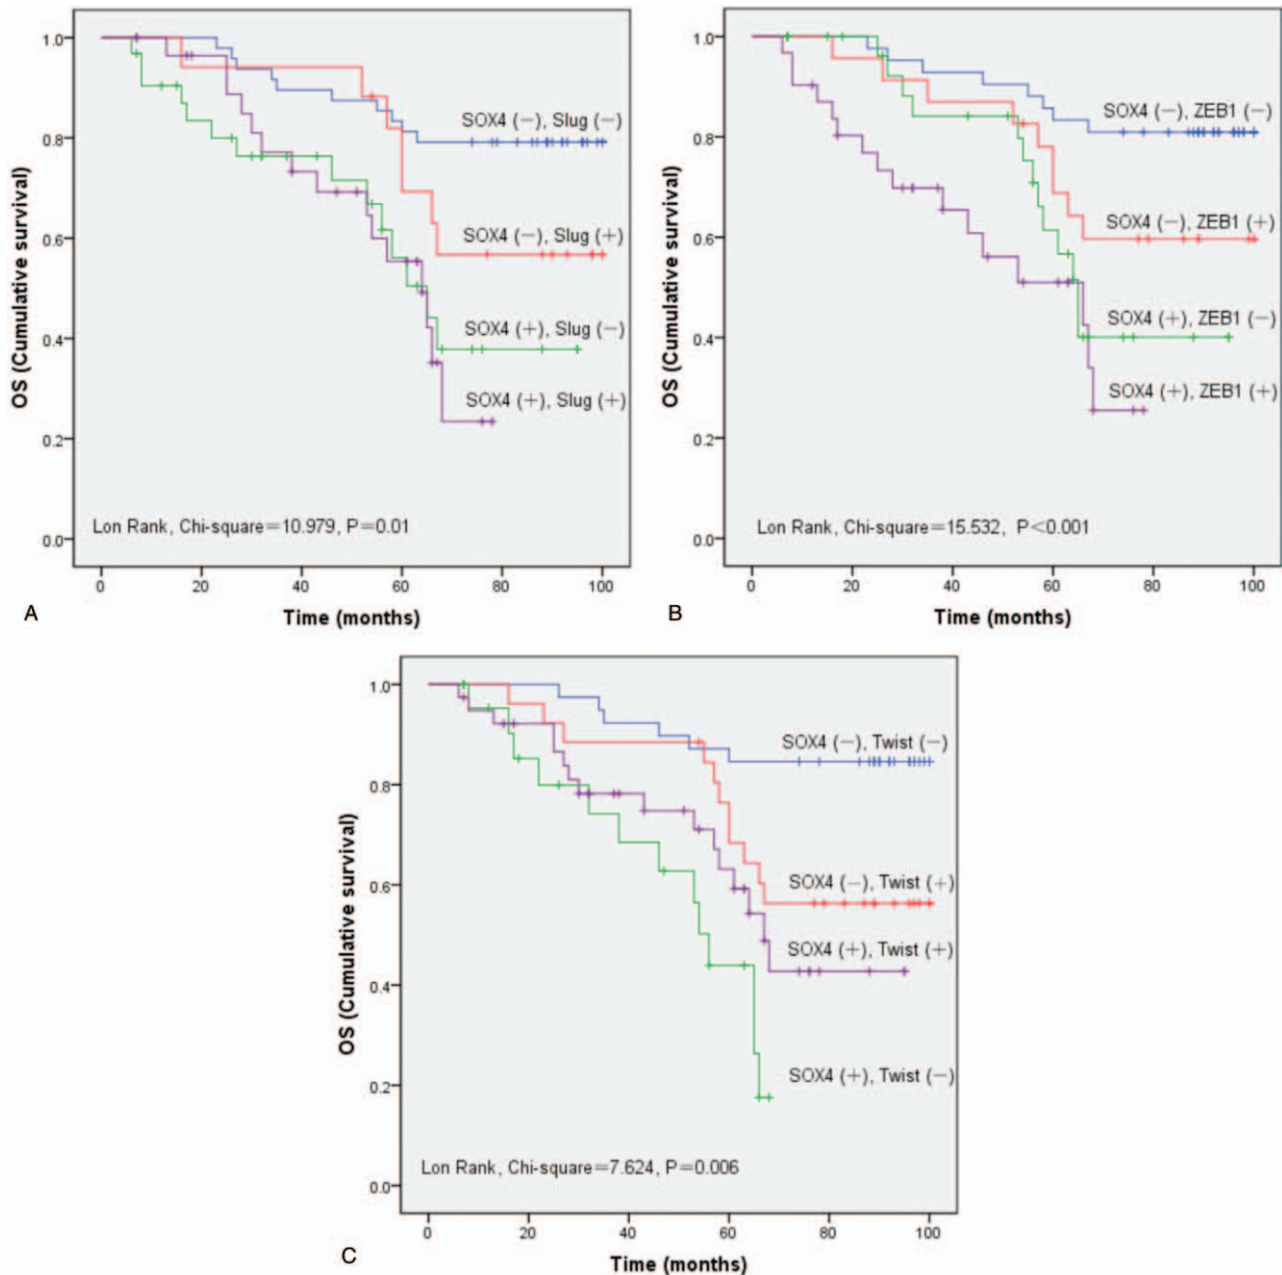 1.0
0.8
0.6
0.4
0.2
0.0
OS (Cumulative survival)
SOX4 (−), Slug (−)
SOX4 (−), Slug (+)
SOX4 (+), Slug (−)
SOX4 (+), Slug (+)
Lon Rank, Chi-square=10.979, P=0.01
0 20 40 60 80 100
Time (months)
A
1.0
0.8
0.6
0.4
0.2
0.0
OS (Cumulative survival)
SOX4 (−), ZEB1 (−)
SOX4 (−), ZEB1 (+)
SOX4 (+), ZEB1 (−)
SOX4 (+), ZEB1 (+)
Lon Rank, Chi-square=15.532, P<0.001
0 20 40 60 80 100
Time (months)
B
1.0
0.8
0.6
0.4
0.2
0.0
OS (Cumulative survival)
SOX4 (−), Twist (−)
SOX4 (−), Twist (+)
SOX4 (+), Twist (+)
SOX4 (+), Twist (−)
Lon Rank, Chi-square=7.624, P=0.006
0 20 40 60 80 100
Time (months)
C